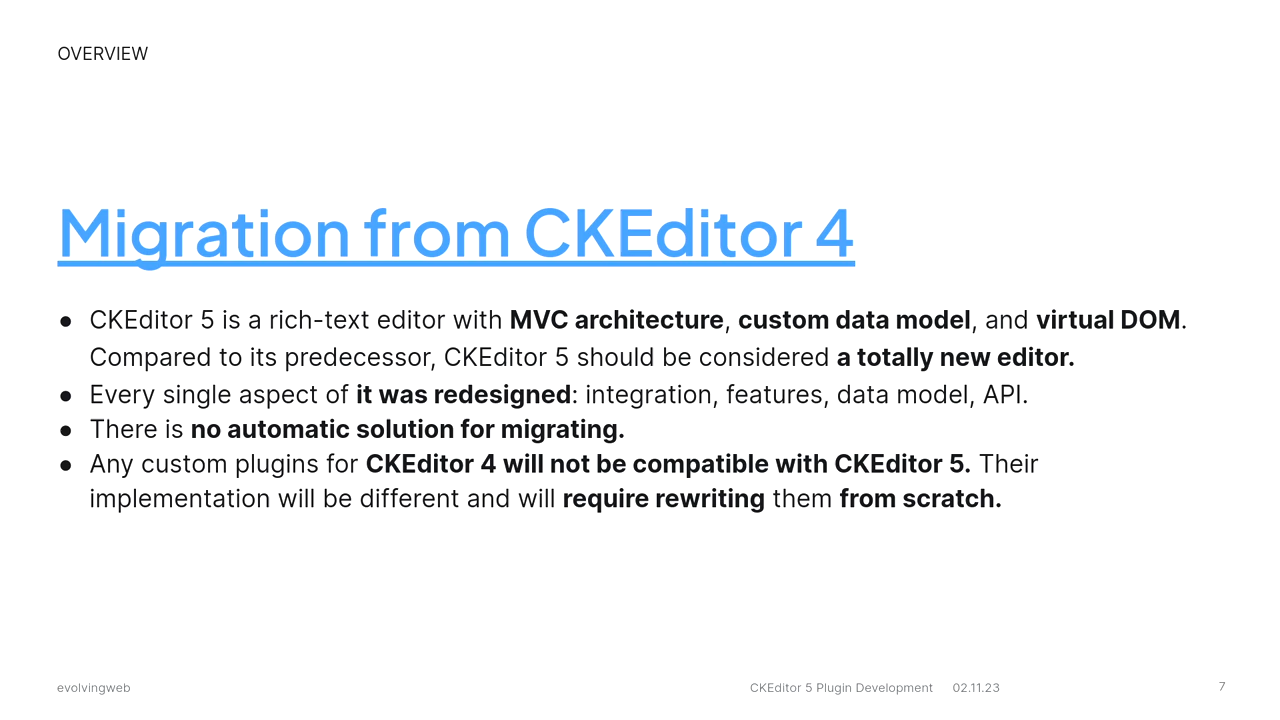 OVERVIEW
Migration from CKEditor 4
● CKEditor 5 is a rich-text editor with MVC architecture, custom data model, and virtual DOM.
Compared to its predecessor, CKEditor 5 should be considered a totally new editor.
● Every single aspect of it was redesigned: integration, features, data model, API.
● There is no automatic solution for migrating.
● Any custom plugins for CKEditor 4 will not be compatible with CKEditor 5. Their
implementation will be different and will require rewriting them from scratch.
evolvingweb CKEditor 5 Plugin Development 02.11.23 7